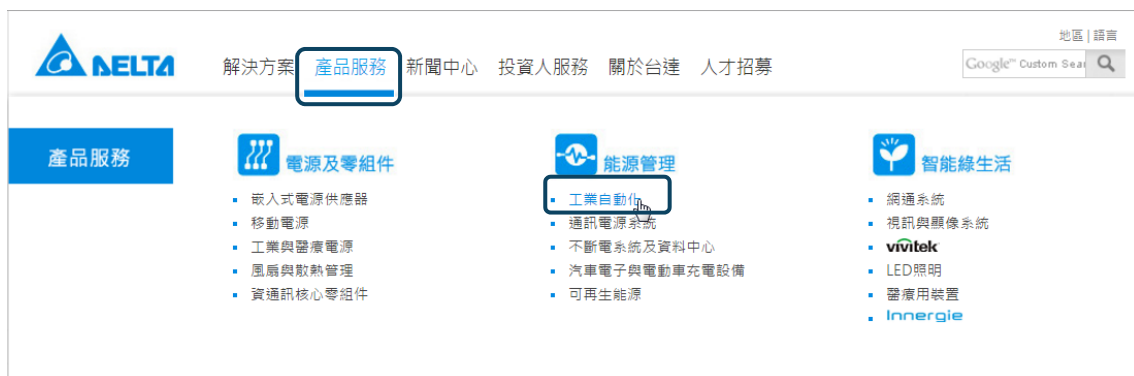 地區 | 語言
DELTA
解決方案 產品服務 新聞中心 投資人服務 關於台達 人才招募
Google™ Custom Sear
產品服務
電源及零組件
嵌入式電源供應器
移動電源
工業與醫療電源
風扇與散熱管理
資通訊核心零組件
能源管理
工業自動化
通訊電源系統
不斷電系統及資料中心
汽車電子與電動車充電設備
可再生能源
智能綠生活
網通系統
視訊與顯像系統
vivitek
LED照明
醫療用裝置
Innergie